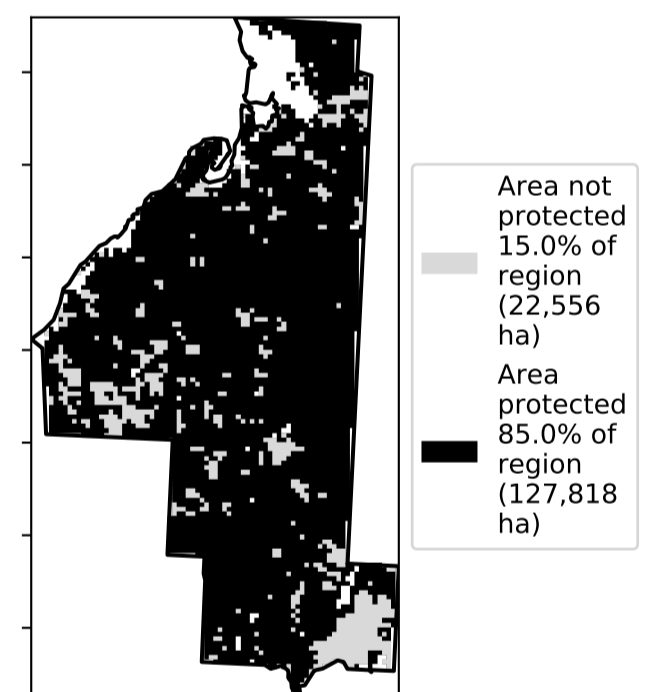 Area not
protected
15.0% of
region
(22,556
ha)
Area
protected
85.0% of
region
(127,818
ha)